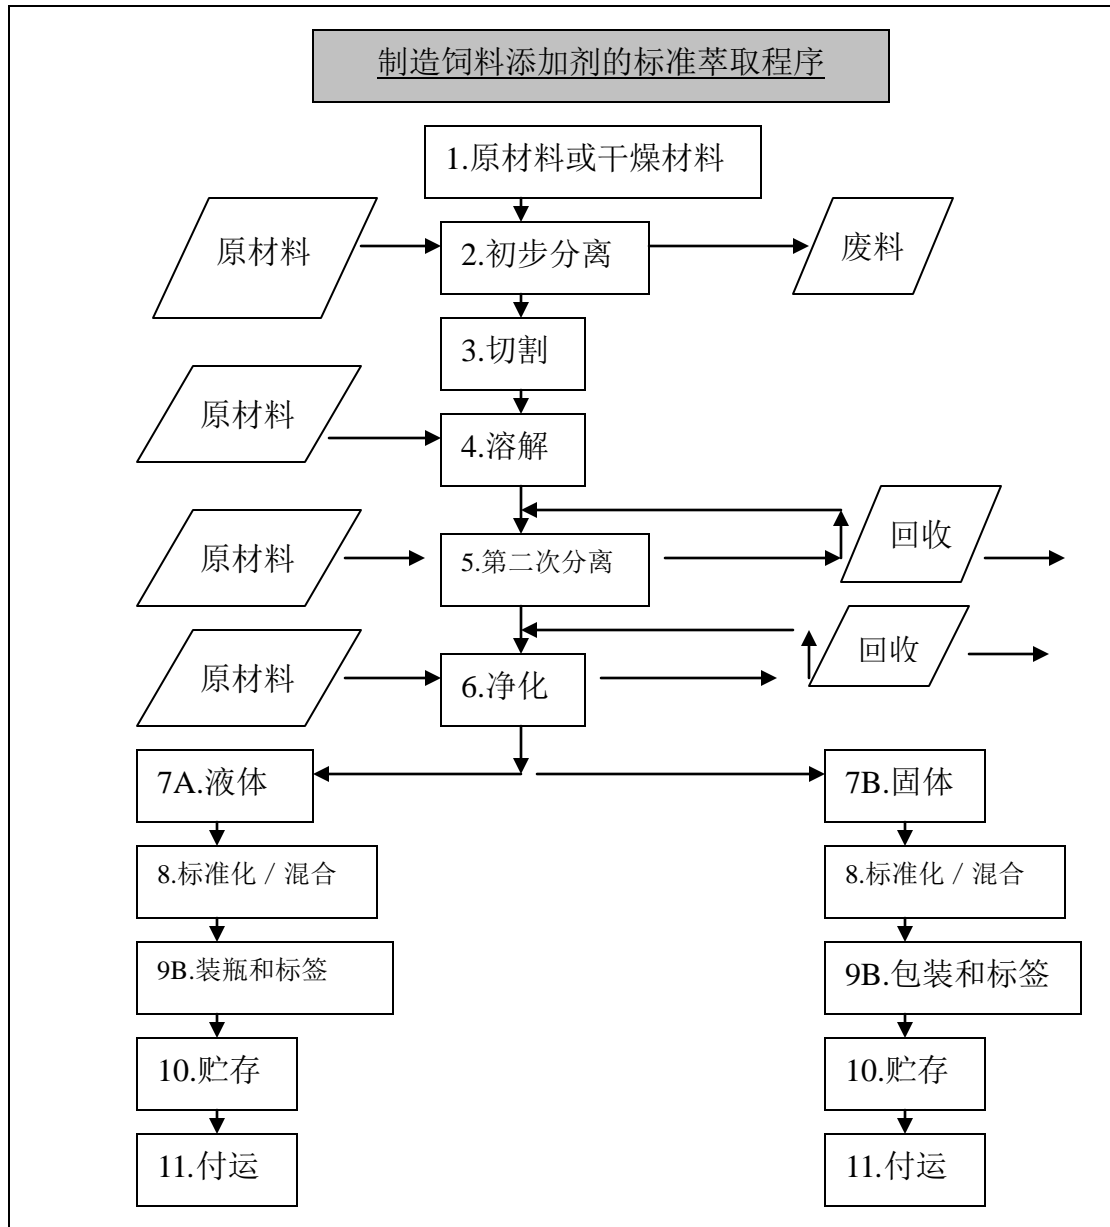 制造饲料添加剂的标准萃取程序
1.原材料或干燥材料
原材料
2.初步分离
废料
3.切割
原材料
4.溶解
原材料
5.第二次分离
回收
原材料
6.净化
回收
7A.液体
7B.固体
8.标准化/混合
8.标准化/混合
9B.装瓶和标签
9B.包装和标签
10.贮存
10.贮存
11.付运
11.付运